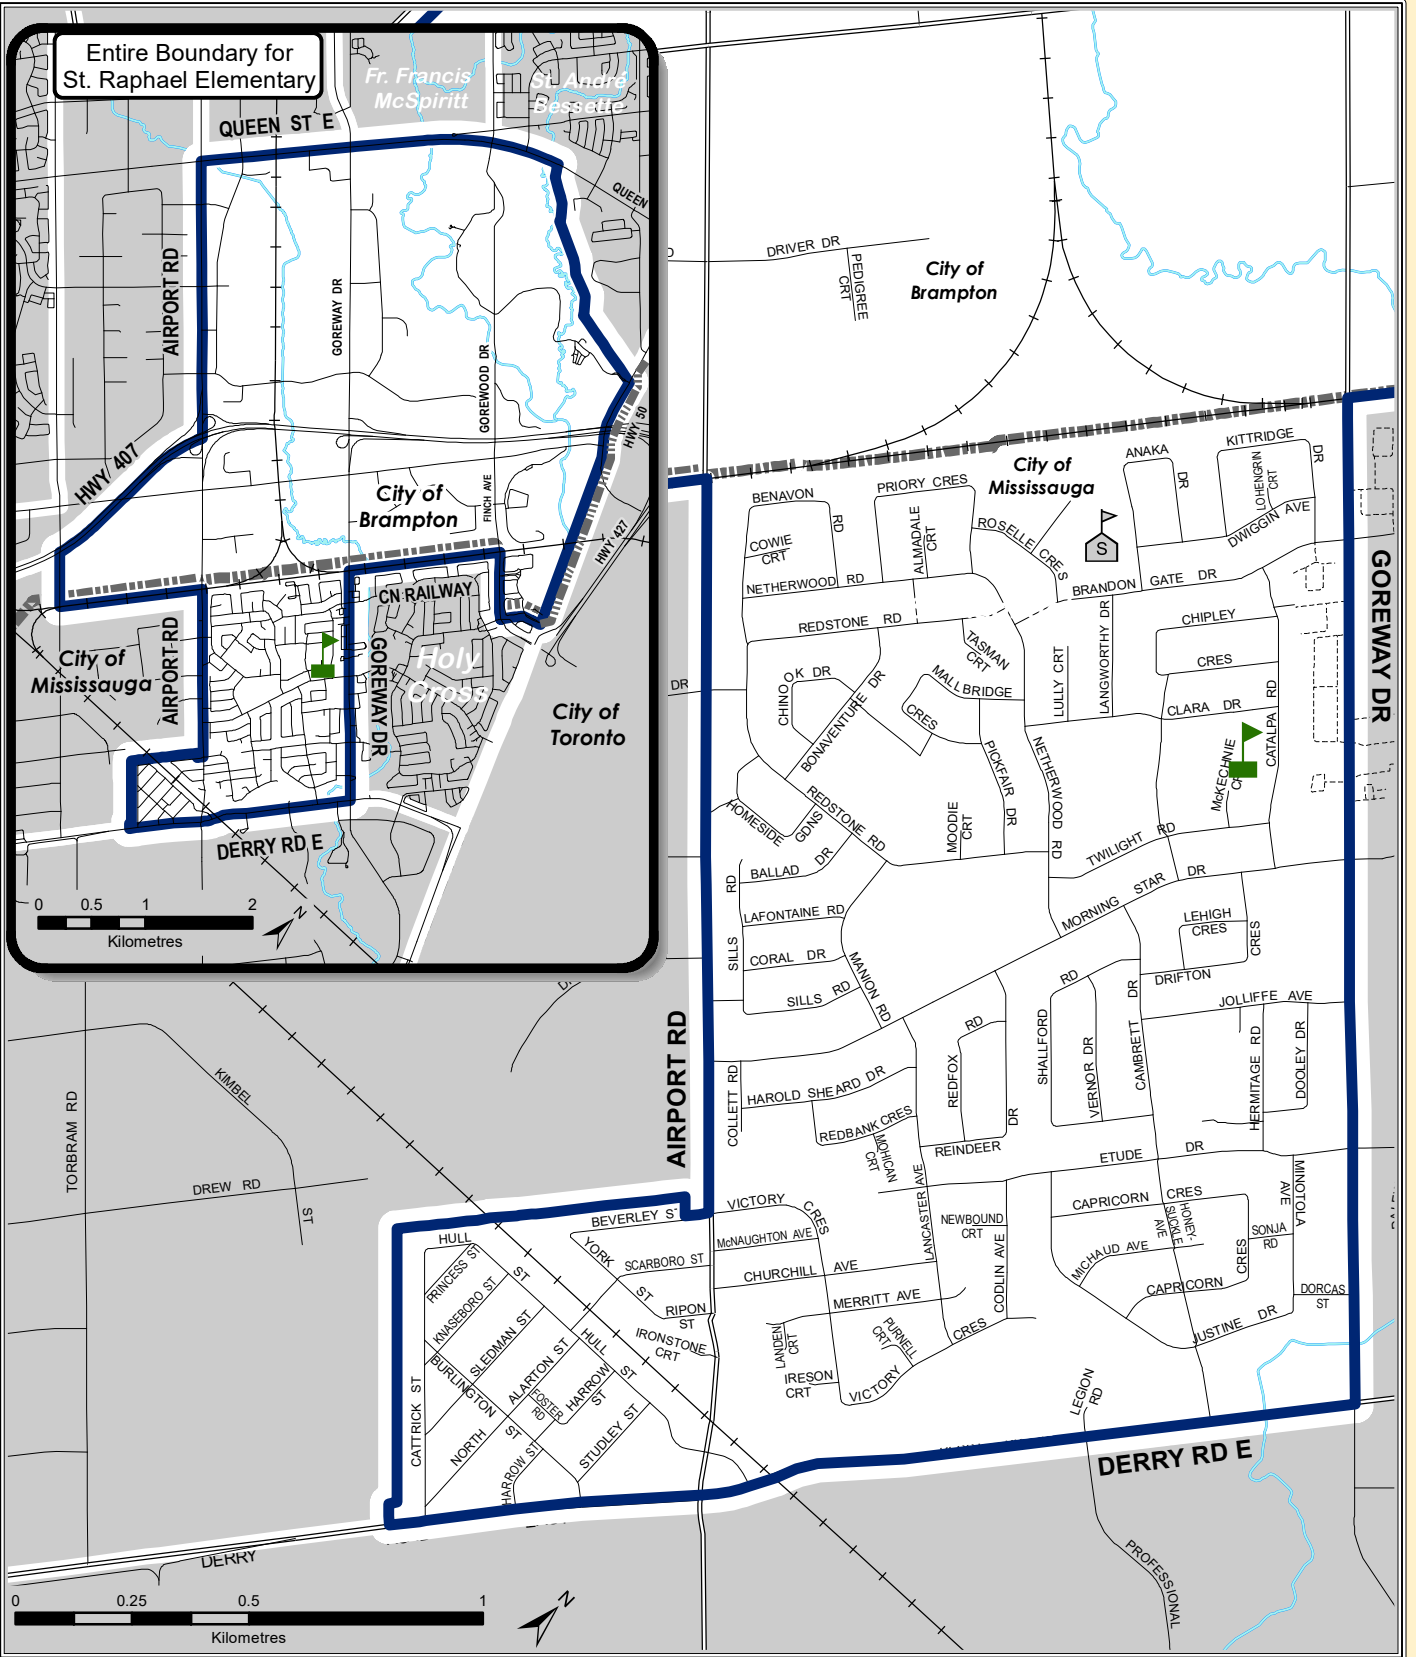 Entire Boundary for
St. Raphael Elementary
Fr. Francis
McSpiritt
St. André
Bessette
QUEEN ST E
QUEEN
AIRPORT RD
GOREWAY DR
GOREWOOD DR
HWY 50
HWY 407
City of
Brampton
FINCH AVE
HWY 427
CN RAILWAY
City of
Mississauga
AIRPORT RD
GOREWAY DR
Holy
Cross
City of
Toronto
DERRY RD E
0 0.5 1 2
Kilometres
N
DRIVER DR
PEDIGREE
CRT
City of
Brampton
City of
Mississauga
ANAKA
DR
KITTRIDGE
DR
LOHENGRIN
CRT
DWIGGIN AVE
BENAVON
RD
PRIORY CRES
ALMADALE
CRT
ROSELLE CRES
S
COWIE
CRT
NETHERWOOD RD
BRANDON GATE DR
GOREWAY DR
REDSTONE RD
TASMAN
CRT
LULLY CRT
LANGWORTHY DR
CHIPLEY
CRES
DR
CHINOOK DR
BONAVENTURE DR
MALLBRIDGE
CRES
CLARA DR
CATALPA RD
McKECHNIE
PICKFAIR DR
NETHERWOOD RD
HOMESIDE
GDNS
REDSTONE RD
MOODIE
CRT
TWILIGHT RD
BALLAD DR
SILLS RD
MORNING STAR DR
LAFONTAINE RD
LEHIGH
CRES
CRES
CORAL DR
MANION RD
DRIFTON
SILLS RD
JOLLIFFE AVE
AIRPORT RD
REDFOX
RD
SHALLFORD
RD
VERNOR DR
CAMBRETT DR
HERMITAGE RD
DOOLEY DR
COLLETT RD
HAROLD SHEARD DR
REDBANK CRES
MOHICAN
CRT
REINDEER
DR
ETUDE DR
TORBRAM RD
KIMBEL
ST
DREW RD
VICTORY
CRES
LANCASTER AVE
CAPRICORN CRES
HONEY-
SUCKLE
AVE
MINOTOLA
AVE
BEVERLEY ST
McNAUGHTON AVE
NEWBOUND
CRT
CODLIN AVE
SONJA
RD
HULL
ST
YORK
ST
SCARBORO ST
CHURCHILL AVE
MICHAUD AVE
CRES
CAPRICORN
DORCAS
ST
PRINCESS ST
KNASEBORO ST
RIPON
ST
MERRITT AVE
JUSTINE DR
SLEDMAN ST
HULL
ST
IRONSTONE
CRT
LANDEN
CRT
PURNELL
CRT
CRES
BURLINGTON
ST
ALARTON ST
FOSTER
RD
HARROW
ST
IRESON
CRT
VICTORY
LEGION
RD
CATTRICK ST
NORTH
HARROW ST
STUDLEY ST
DERRY RD E
DERRY
PROFESSIONAL
0 0.25 0.5 1
Kilometres
N